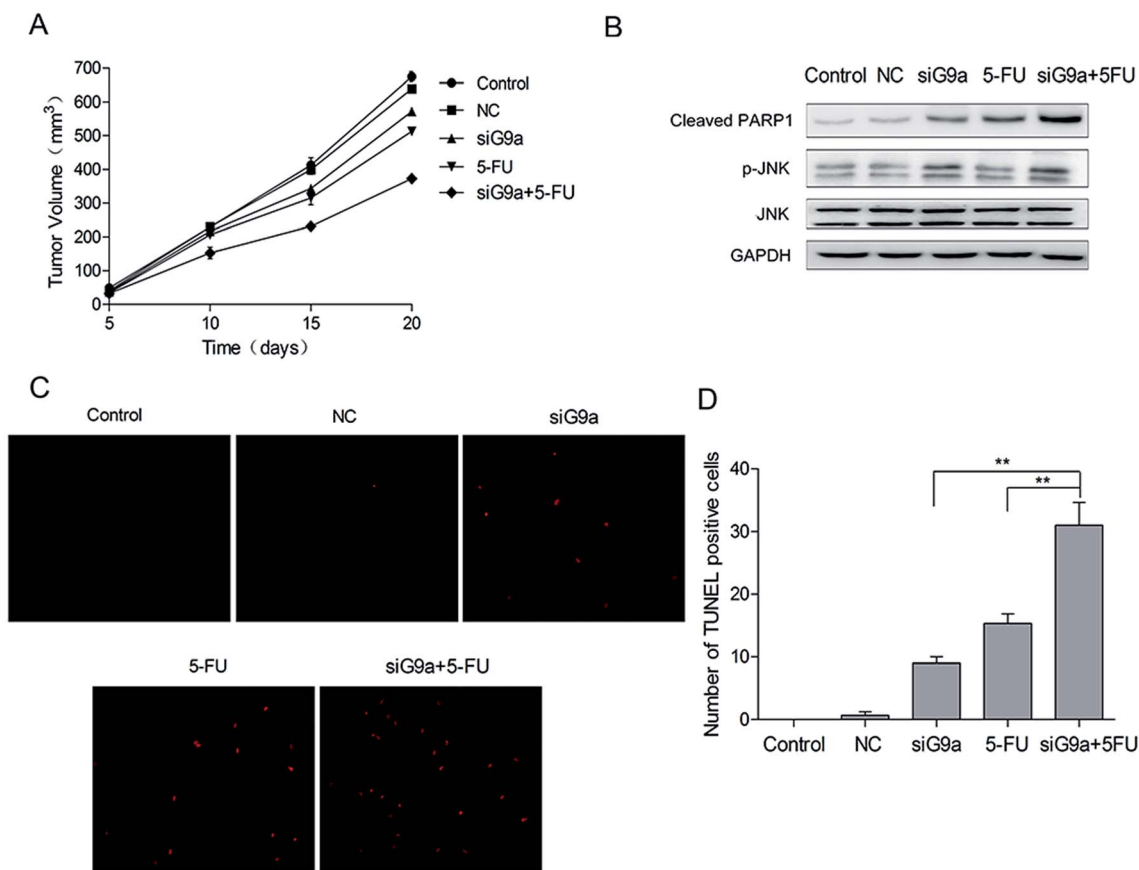 A
Tumor Volume（mm³）
700
600
500
400
300
200
100
0
5 10 15 20
Time（days）
Control
NC
siG9a
5-FU
siG9a+5-FU
B
Control NC siG9a 5-FU siG9a+5FU
Cleaved PARP1
p-JNK
JNK
GAPDH
C
Control NC siG9a
5-FU siG9a+5-FU
D
Number of TUNEL positive cells
40
30
20
10
0
**
**
Control NC siG9a 5-FU siG9a+5FU